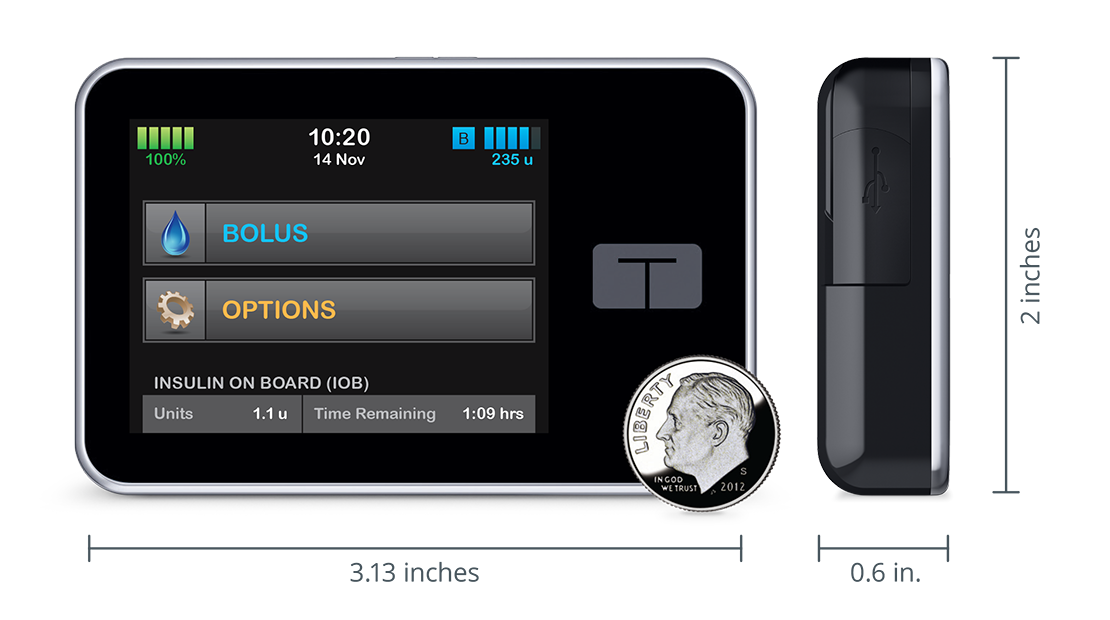 10:20
B
100%
14 Nov
235 u
BOLUS
OPTIONS
INSULIN ON BOARD (IOB)
Units 1.1 u Time Remaining 1:09 hrs
T
LIBERTY
IN GOD
WE TRUST
S
2012
2 inches
3.13 inches
0.6 in.